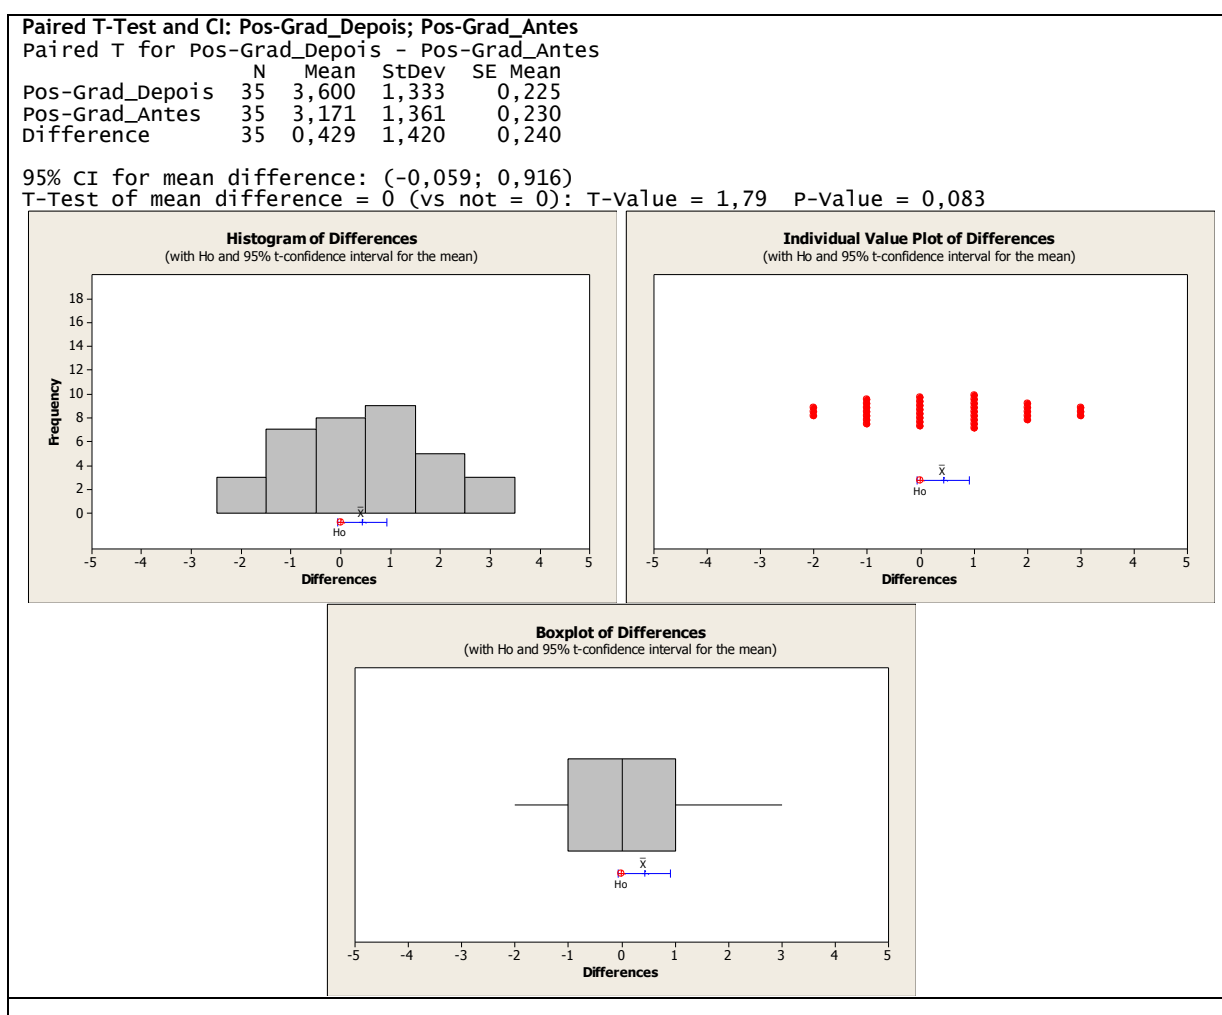 Paired T-Test and CI: Pos-Grad_Depois; Pos-Grad_Antes
Paired T for Pos-Grad_Depois - Pos-Grad_Antes
N Mean StDev SE Mean
Pos-Grad_Depois 35 3,600 1,333 0,225
Pos-Grad_Antes 35 3,171 1,361 0,230
Difference 35 0,429 1,420 0,240
95% CI for mean difference: (-0,059; 0,916)
T-Test of mean difference = 0 (vs not = 0): T-Value = 1,79 P-Value = 0,083
Histogram of Differences
(with Ho and 95% t-confidence interval for the mean)
18
16
14
12
10
8
6
4
2
0
Frequency
X̄
Ho
-5 -4 -3 -2 -1 0 1 2 3 4 5
Differences
Individual Value Plot of Differences
(with Ho and 95% t-confidence interval for the mean)
X̄
Ho
-5 -4 -3 -2 -1 0 1 2 3 4 5
Differences
Boxplot of Differences
(with Ho and 95% t-confidence interval for the mean)
X̄
Ho
-5 -4 -3 -2 -1 0 1 2 3 4 5
Differences